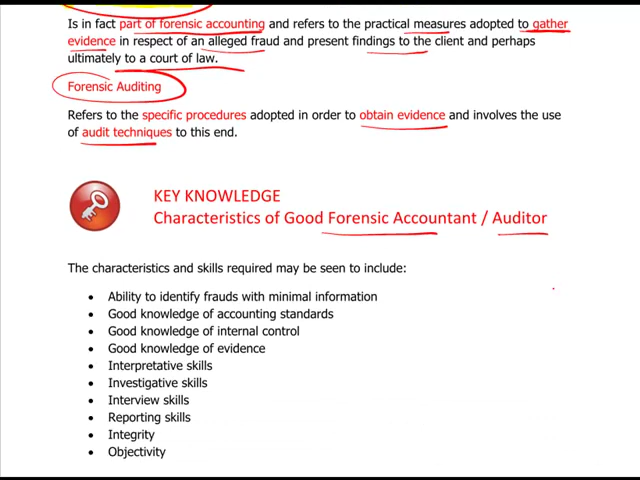 Is in fact part of forensic accounting and refers to the practical measures adopted to gather
evidence in respect of an alleged fraud and present findings to the client and perhaps
ultimately to a court of law.
Forensic Auditing
Refers to the specific procedures adopted in order to obtain evidence and involves the use
of audit techniques to this end.
KEY KNOWLEDGE
Characteristics of Good Forensic Accountant / Auditor
The characteristics and skills required may be seen to include:
• Ability to identify frauds with minimal information
• Good knowledge of accounting standards
• Good knowledge of internal control
• Good knowledge of evidence
• Interpretative skills
• Investigative skills
• Interview skills
• Reporting skills
• Integrity
• Objectivity